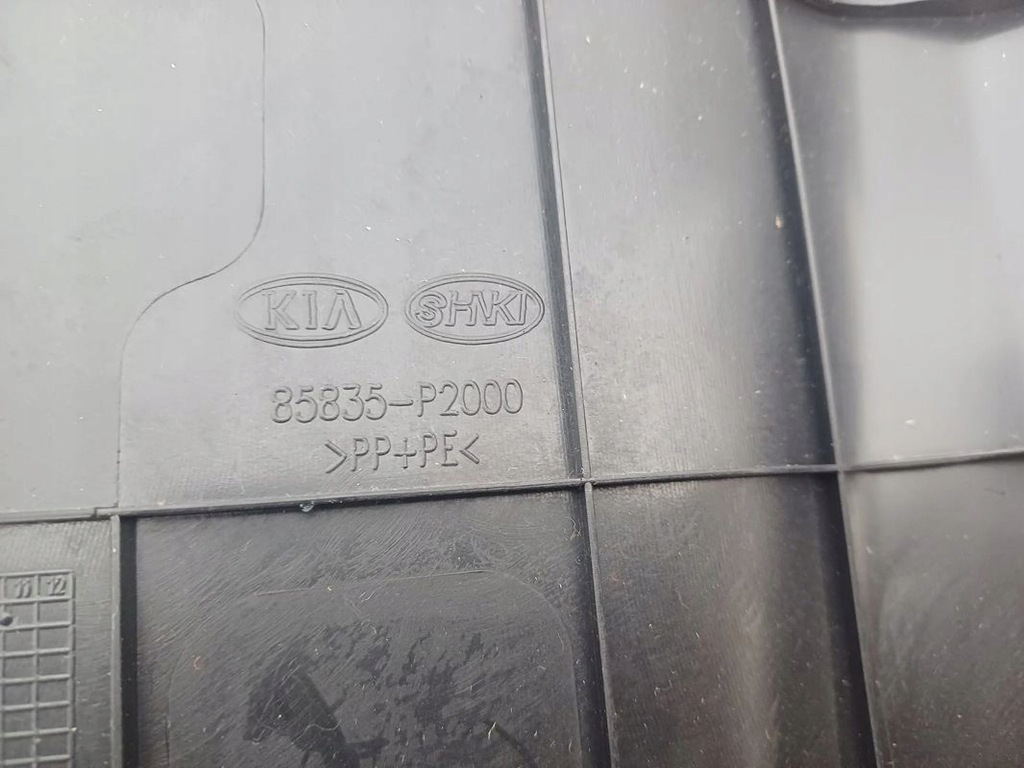 KIA SHKI
85835-P2000
>PP+PE<
11 12